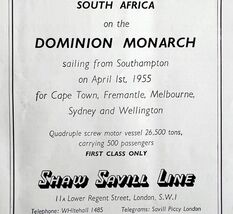 SOUTH AFRICA
on the
DOMINION MONARCH
sailing from Southampton
on April 1st, 1955
for Cape Town, Fremantle, Melbourne,
Sydney and Wellington
Quadruple screw motor vessel 26,500 tons,
carrying 500 passengers
FIRST CLASS ONLY
SHAW SAVILL LINE
11a Lower Regent Street, London, S.W.1
Telephone: WHitehall 1485 Telegrams: Savill Piccy London